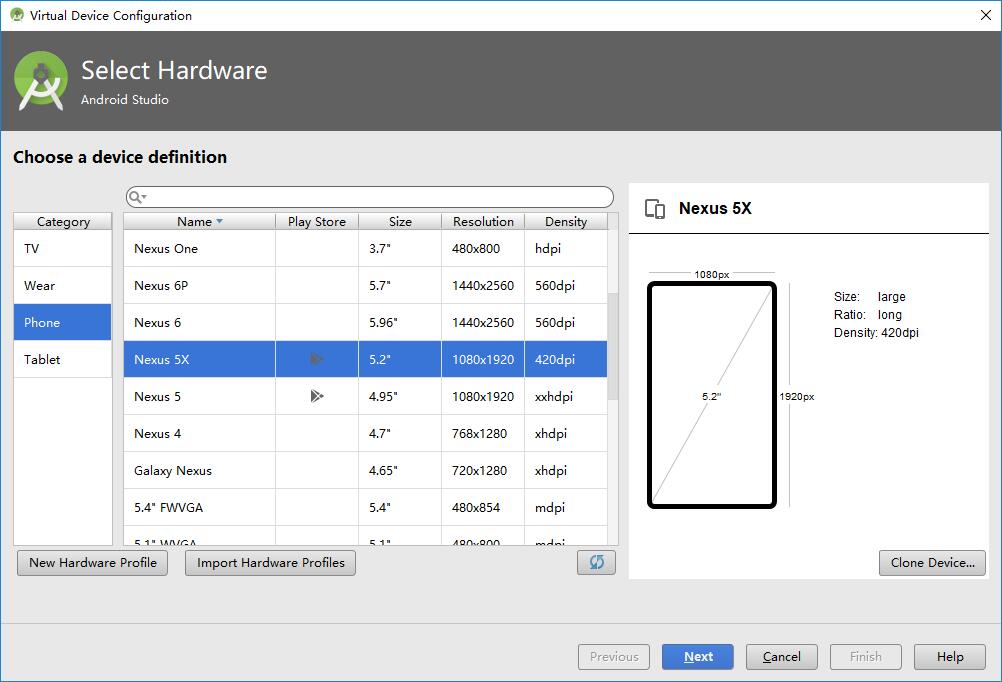 Virtual Device Configuration
Select Hardware
Android Studio
Choose a device definition
Category
TV
Wear
Phone
Tablet
Name Play Store Size Resolution Density
Nexus One 3.7" 480x800 hdpi
Nexus 6P 5.7" 1440x2560 560dpi
Nexus 6 5.96" 1440x2560 560dpi
Nexus 5X 5.2" 1080x1920 420dpi
Nexus 5 4.95" 1080x1920 xxhdpi
Nexus 4 4.7" 768x1280 xhdpi
Galaxy Nexus 4.65" 720x1280 xhdpi
5.4" FWVGA 5.4" 480x854 mdpi
5.1" WVGA 5.1" 480x800 mdpi
New Hardware Profile Import Hardware Profiles
Nexus 5X
1080px
5.2"
1920px
Size: large
Ratio: long
Density: 420dpi
Clone Device...
Previous Next Cancel Finish Help